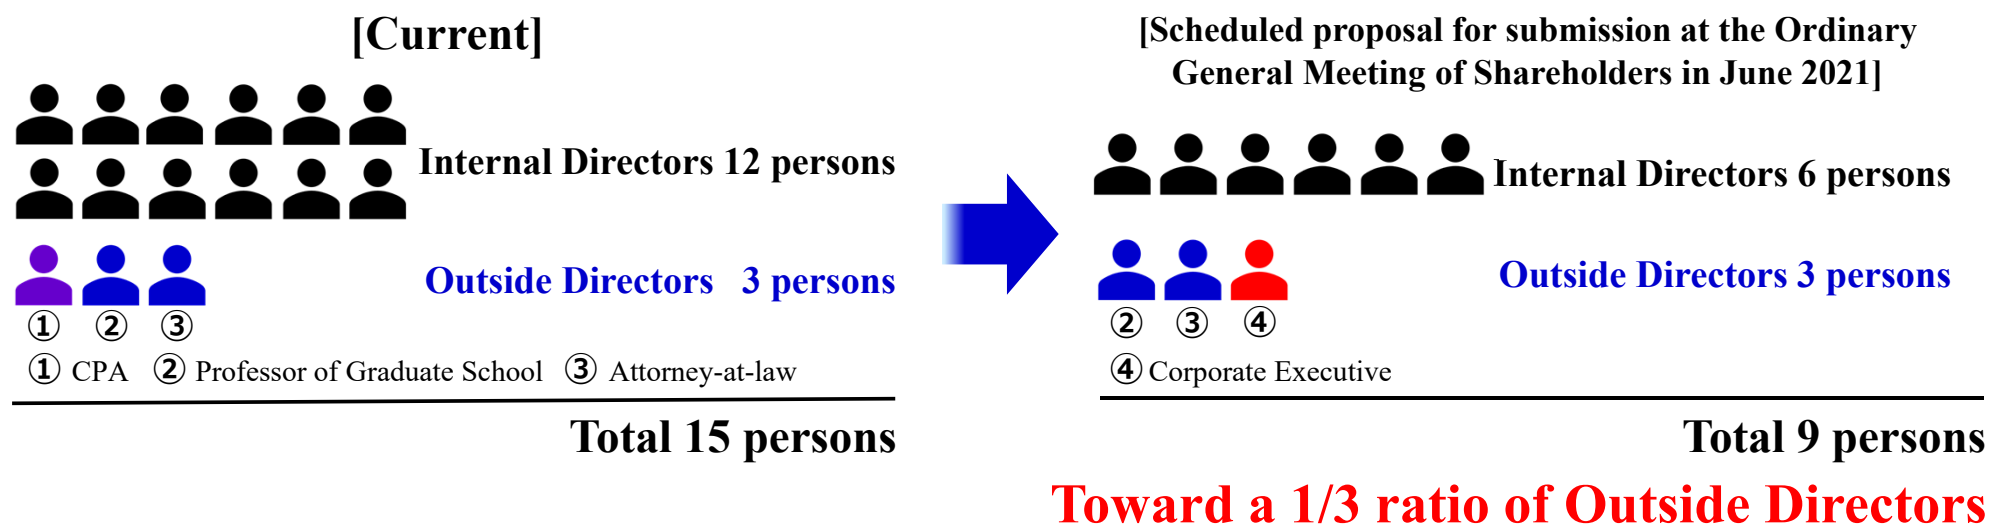 [Current]
Internal Directors 12 persons
Outside Directors 3 persons
① ② ③
① CPA ② Professor of Graduate School ③ Attorney-at-law
Total 15 persons
[Scheduled proposal for submission at the Ordinary
General Meeting of Shareholders in June 2021]
Internal Directors 6 persons
Outside Directors 3 persons
② ③ ④
④ Corporate Executive
Total 9 persons
Toward a 1/3 ratio of Outside Directors